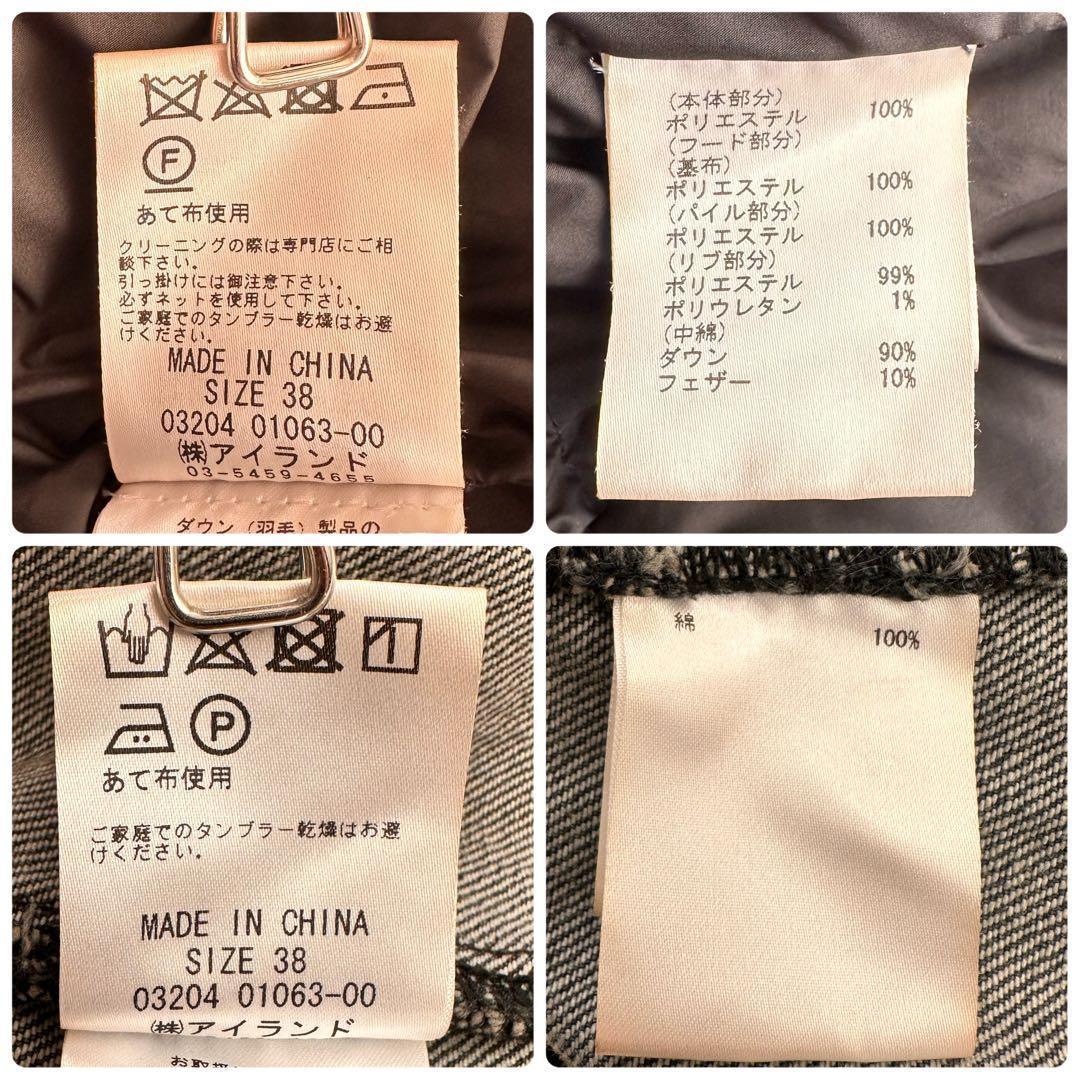 F
あて布使用
クリーニングの際は専門店にご相
談下さい。
引っ掛けには御注意下さい。
必ずネットを使用して下さい。
ご家庭でのタンブラー乾燥はお避
けください。
MADE IN CHINA
SIZE 38
03204 01063-00
㈱アイランド
03-5459-4655
ダウン(羽毛)製品の
(本体部分)
ポリエステル 100%
(フード部分)
(基布)
ポリエステル 100%
(パイル部分)
ポリエステル 100%
(リブ部分)
ポリエステル 99%
ポリウレタン 1%
(中綿)
ダウン 90%
フェザー 10%
P
あて布使用
ご家庭でのタンブラー乾燥はお避
けください。
MADE IN CHINA
SIZE 38
03204 01063-00
㈱アイランド
綿 100%